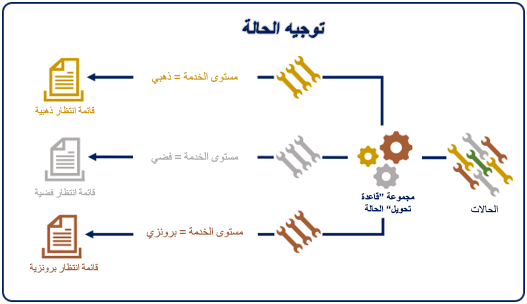 توجيه الحالة
مستوى الخدمة = ذهبي
قائمة انتظار ذهبية
مستوى الخدمة = فضي
قائمة انتظار فضية
مجموعة "قاعدة
تحويل" الحالة
الحالات
مستوى الخدمة = برونزي
قائمة انتظار برونزية